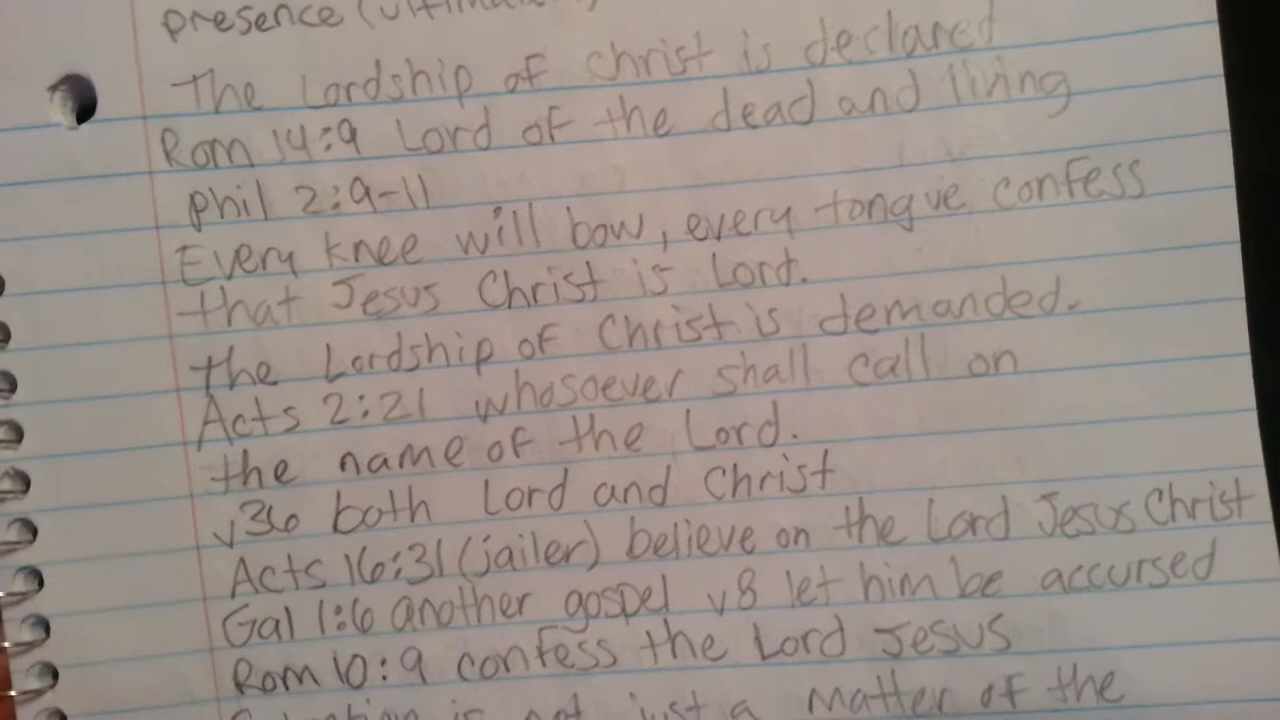 presence
The Lordship of Christ is declared
Rom 14:9 Lord of the dead and living
Phil 2:9-11
Every knee will bow, every tongue confess
that Jesus Christ is Lord.
the Lordship of Christ is demanded.
Acts 2:21 whosoever shall call on
the name of the Lord.
v36 both Lord and Christ
Acts 16:31 (jailer) believe on the Lord Jesus Christ
Gal 1:6 another gospel v8 let him be accursed
Rom 10:9 confess the Lord Jesus
is not just a matter of the